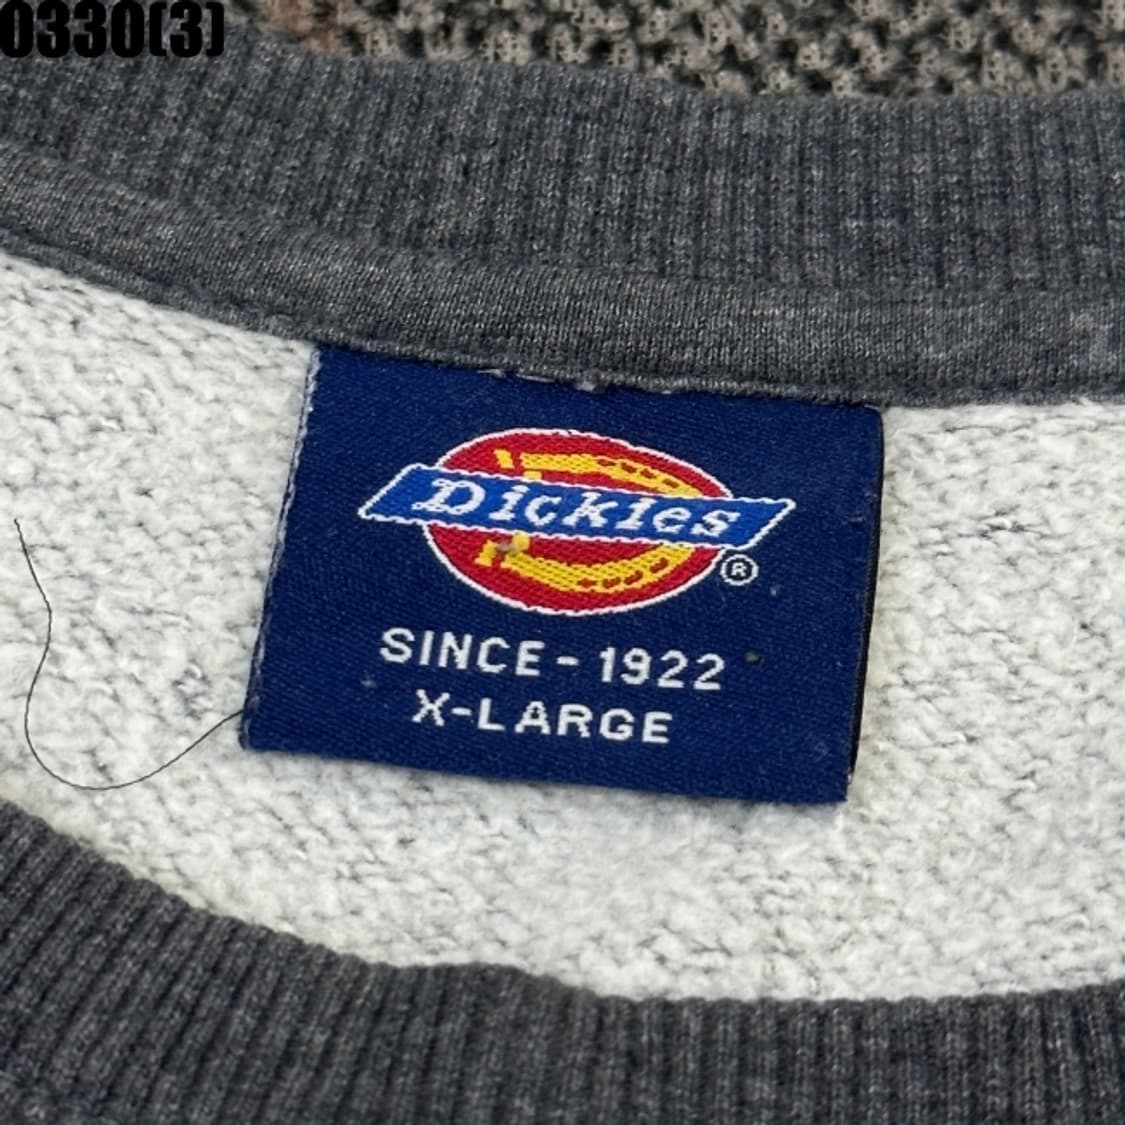 0330(3)
Dickies
®
SINCE - 1922
X-LARGE